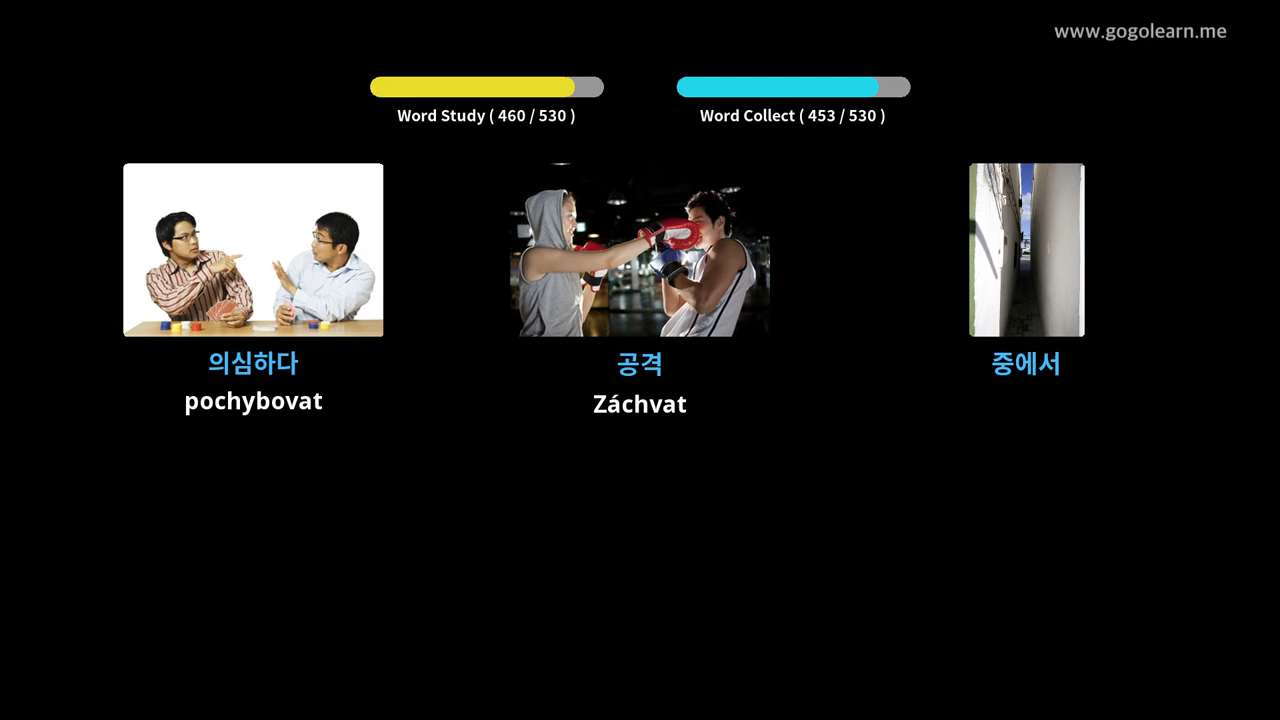 www.gogolearn.me
Word Study ( 460 / 530 )
Word Collect ( 453 / 530 )
의심하다
공격
중에서
pochybovat
Záchvat